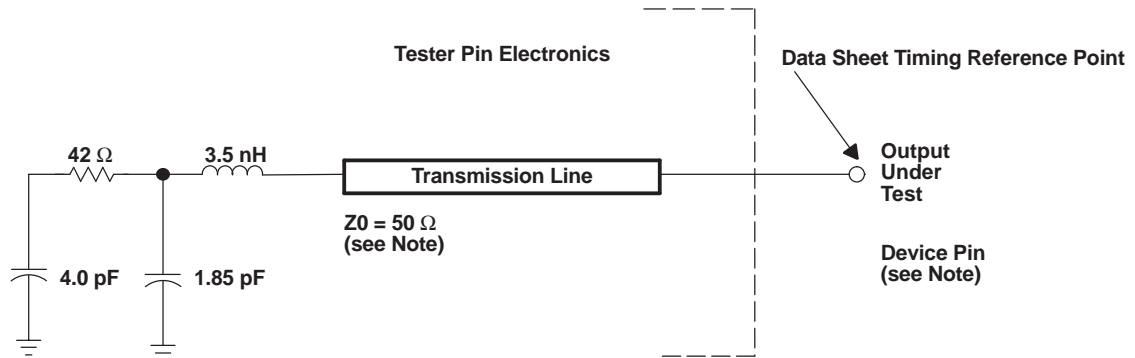 Tester Pin Electronics
Data Sheet Timing Reference Point
42 Ω
3.5 nH
Transmission Line
Output
Under
Test
Z0 = 50 Ω
(see Note)
Device Pin
(see Note)
4.0 pF
1.85 pF